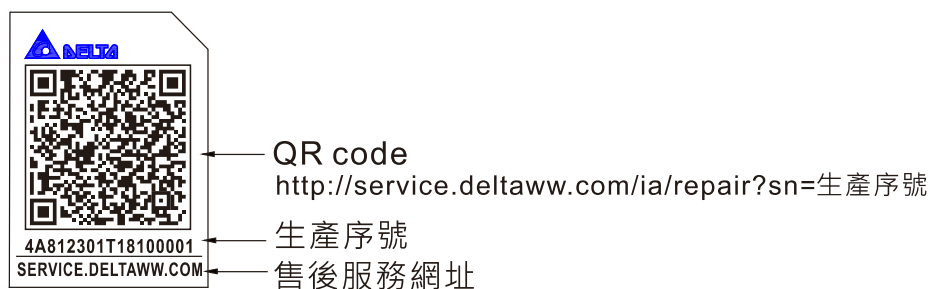 DELTA
4A812301T18100001
SERVICE.DELTAWW.COM
QR code
http://service.deltaww.com/ia/repair?sn=生產序號
生產序號
售後服務網址